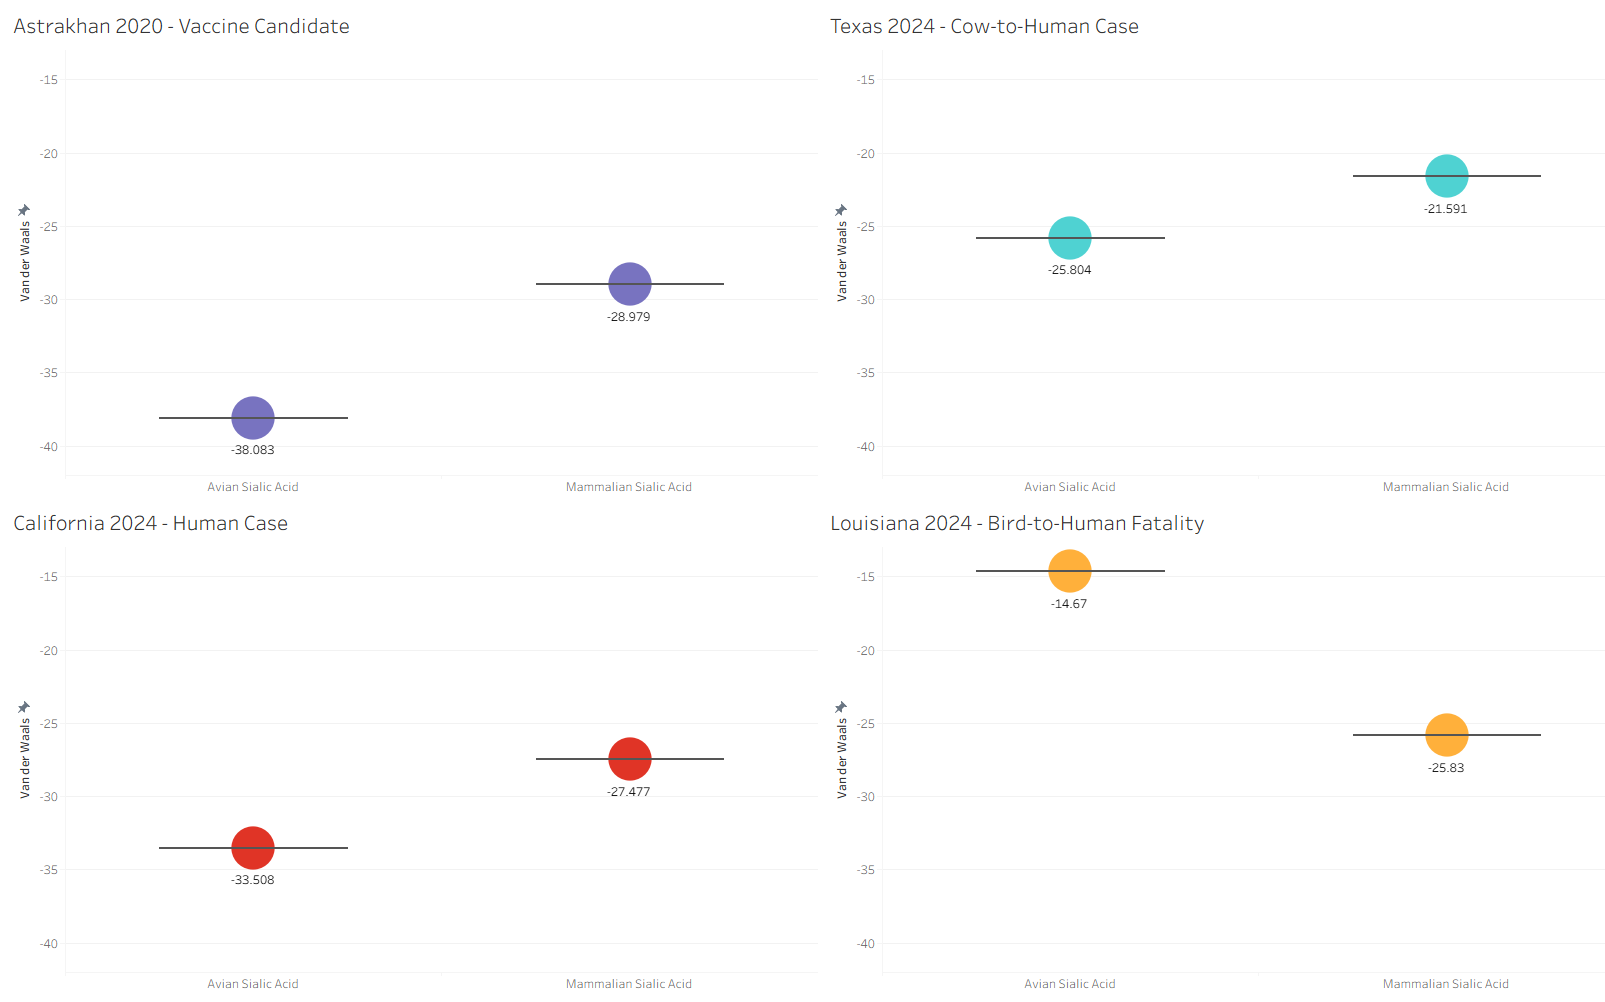 Astrakhan 2020 - Vaccine Candidate
-15
-20
-25
-30
-35
-40
Van der Waals
-38.083
-28.979
Avian Sialic Acid
Mammalian Sialic Acid
Texas 2024 - Cow-to-Human Case
-15
-20
-25
-30
-35
-40
Van der Waals
-25.804
-21.591
Avian Sialic Acid
Mammalian Sialic Acid
California 2024 - Human Case
-15
-20
-25
-30
-35
-40
Van der Waals
-33.508
-27.477
Avian Sialic Acid
Mammalian Sialic Acid
Louisiana 2024 - Bird-to-Human Fatality
-15
-20
-25
-30
-35
-40
Van der Waals
-14.67
-25.83
Avian Sialic Acid
Mammalian Sialic Acid